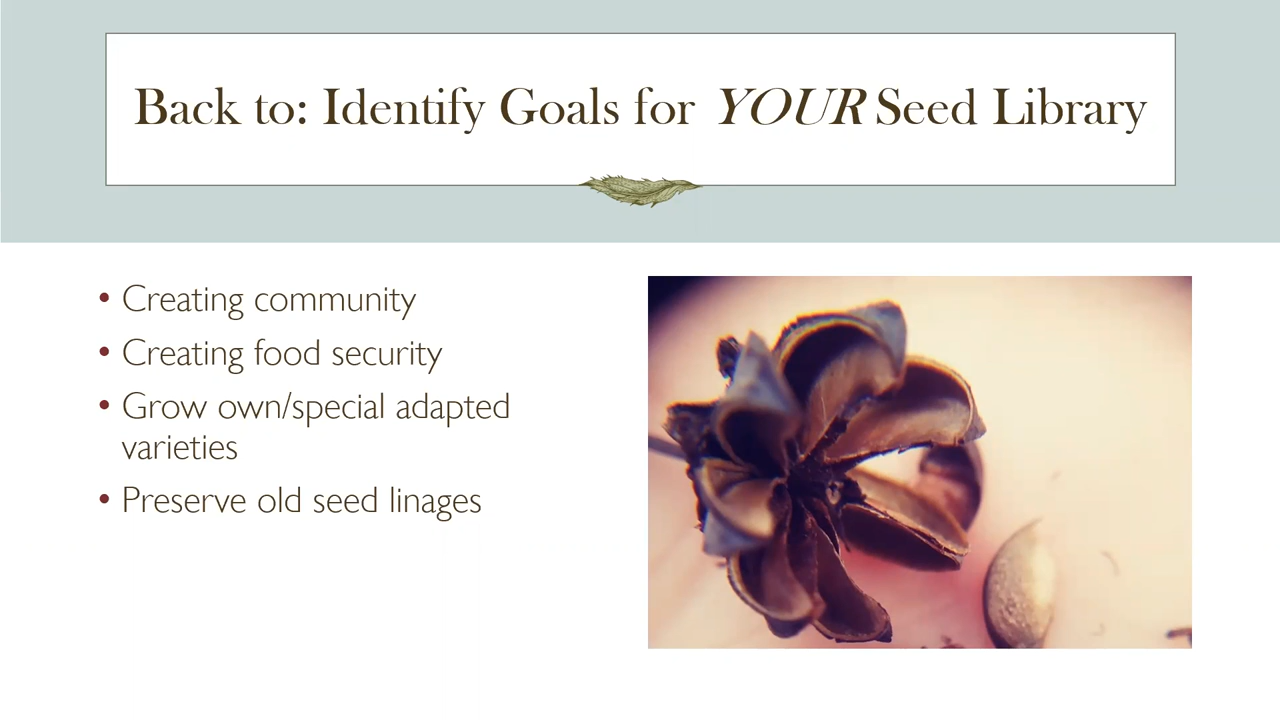 Back to: Identify Goals for YOUR Seed Library
• Creating community
• Creating food security
• Grow own/special adapted
varieties
• Preserve old seed linages